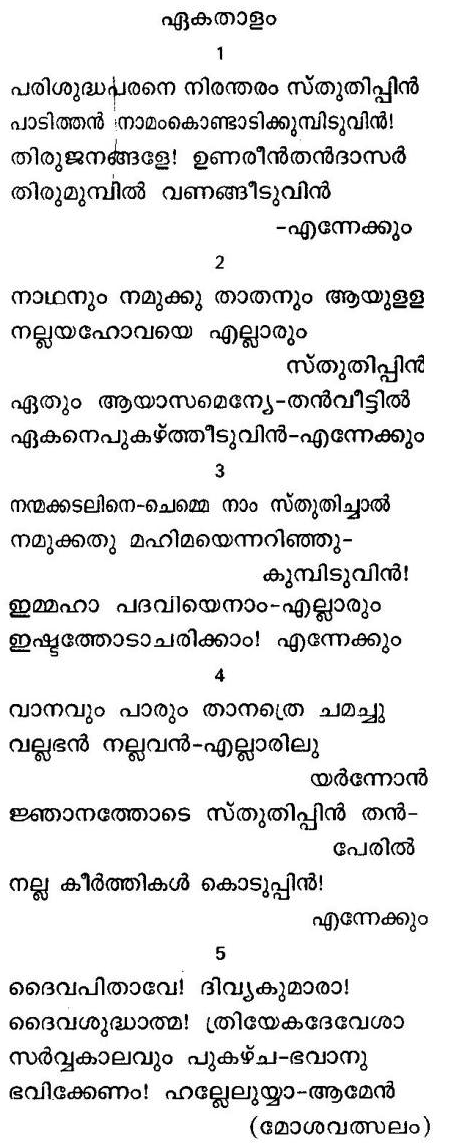 ഏകതാളം
1
പരിശുദ്ധപരനെ നിരന്തരം സ്തുതിപ്പിൻ
പാടിത്തൻ നാമംകൊണ്ടാടിക്കുമ്പിടുവിൻ!
തിരുജനങ്ങളേ! ഉണരീൻതൻദാസർ
തിരുമുമ്പിൽ വണങ്ങീടുവിൻ
-എന്നേക്കും
2
നാഥനും നമുക്കു താതനും ആയുളള
നല്ലയഹോവയെ എല്ലാരും
സ്തുതിപ്പിൻ
ഏതും ആയാസമെന്യേ-തൻവീട്ടിൽ
ഏകനെപുകഴ്ത്തീടുവിൻ-എന്നേക്കും
3
നന്മക്കടലിനെ-ചെമ്മെ നാം സ്തുതിച്ചാൽ
നമുക്കതു മഹിമയെന്നറിഞ്ഞു-
കുമ്പിടുവിൻ!
ഇമ്മഹാ പദവിയെനാം-എല്ലാരും
ഇഷ്ടത്തോടാചരിക്കാം! എന്നേക്കും
4
വാനവും പാരും താനത്രെ ചമച്ചു
വല്ലഭൻ നല്ലവൻ-എല്ലാരിലു
യർന്നോൻ
ജ്ഞാനത്തോടെ സ്തുതിപ്പിൻ തൻ-
പേരിൽ
നല്ല കീർത്തികൾ കൊടുപ്പിൻ!
എന്നേക്കും
5
ദൈവപിതാവേ! ദിവ്യകുമാരാ!
ദൈവശുദ്ധാത്മ! ത്രിയേകദേവേശാ
സർവ്വകാലവും പുകഴ്ച-ഭവാനു
ഭവിക്കേണം! ഹല്ലേലുയ്യാ-ആമേൻ
(മോശവത്സലം)